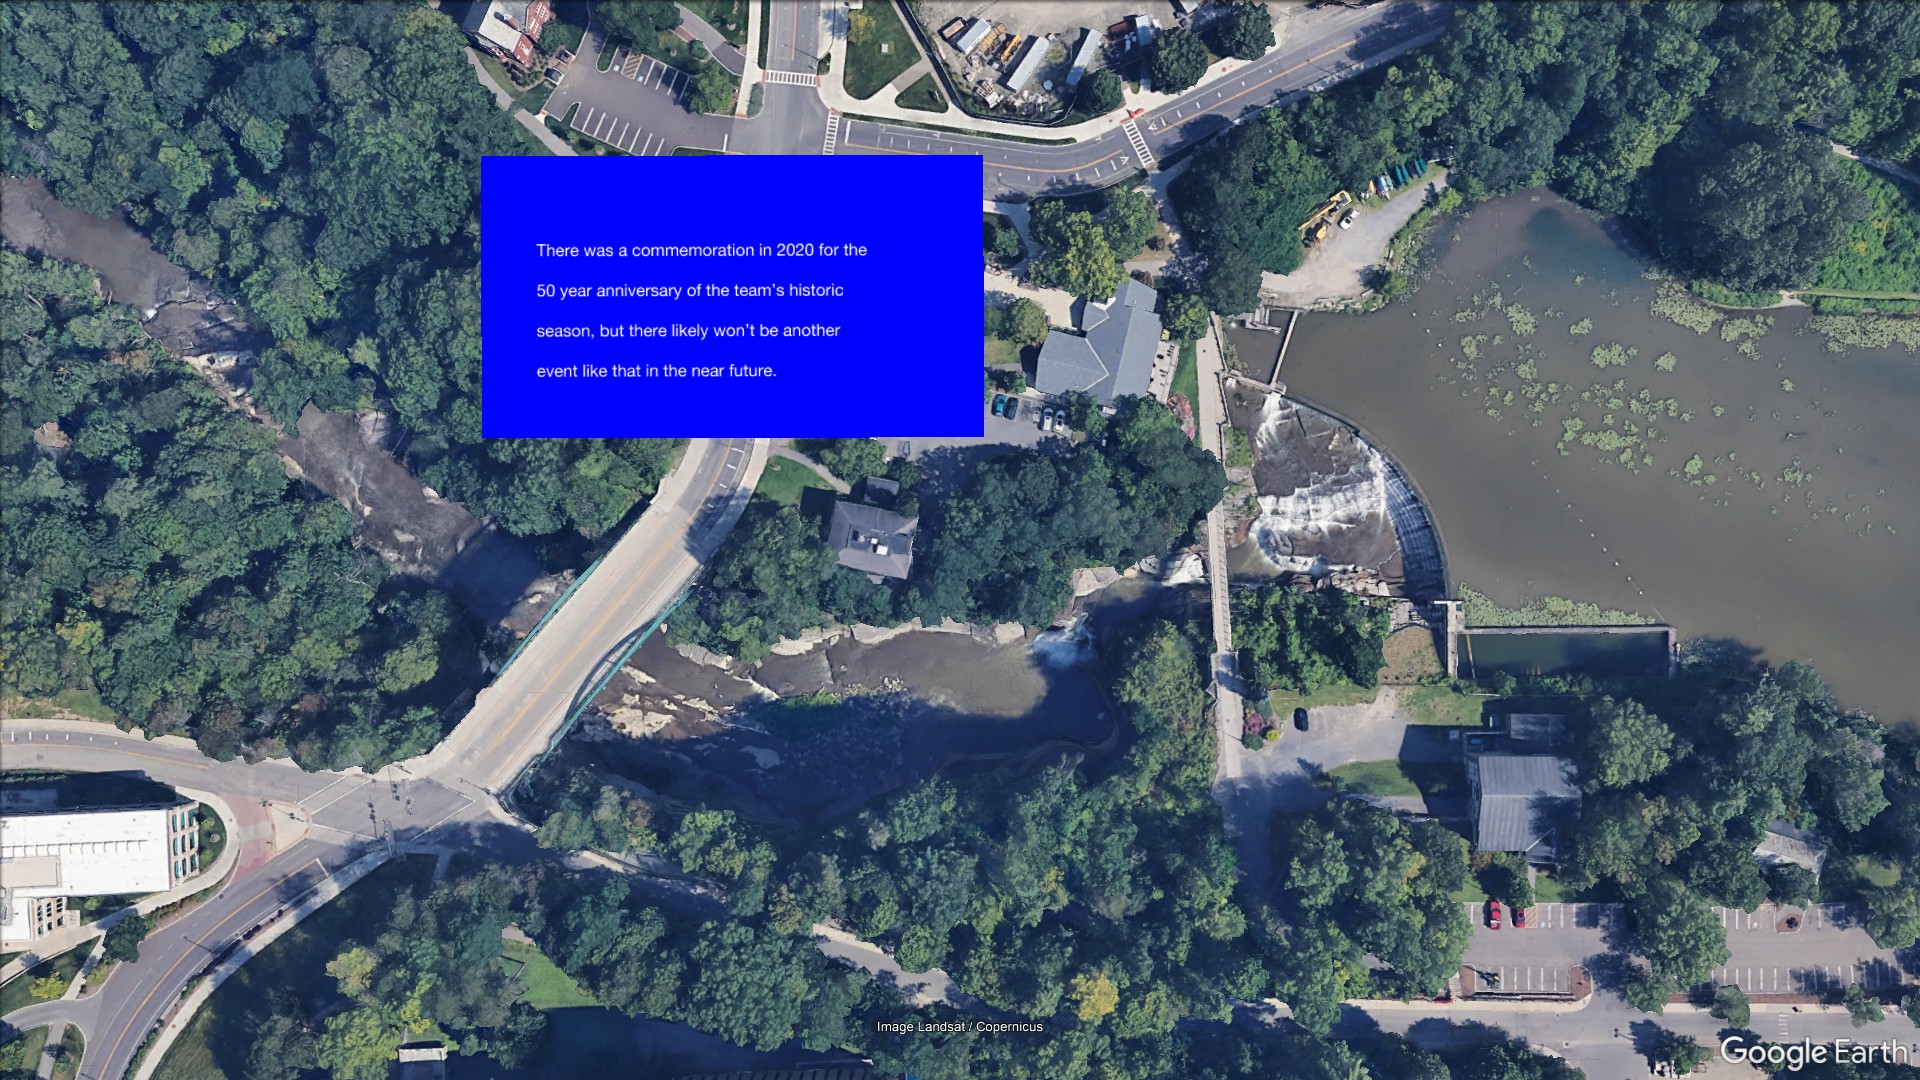 There was a commemoration in 2020 for the
50 year anniversary of the team's historic
season, but there likely won't be another
event like that in the near future.
Image Landsat / Copernicus
Google Earth